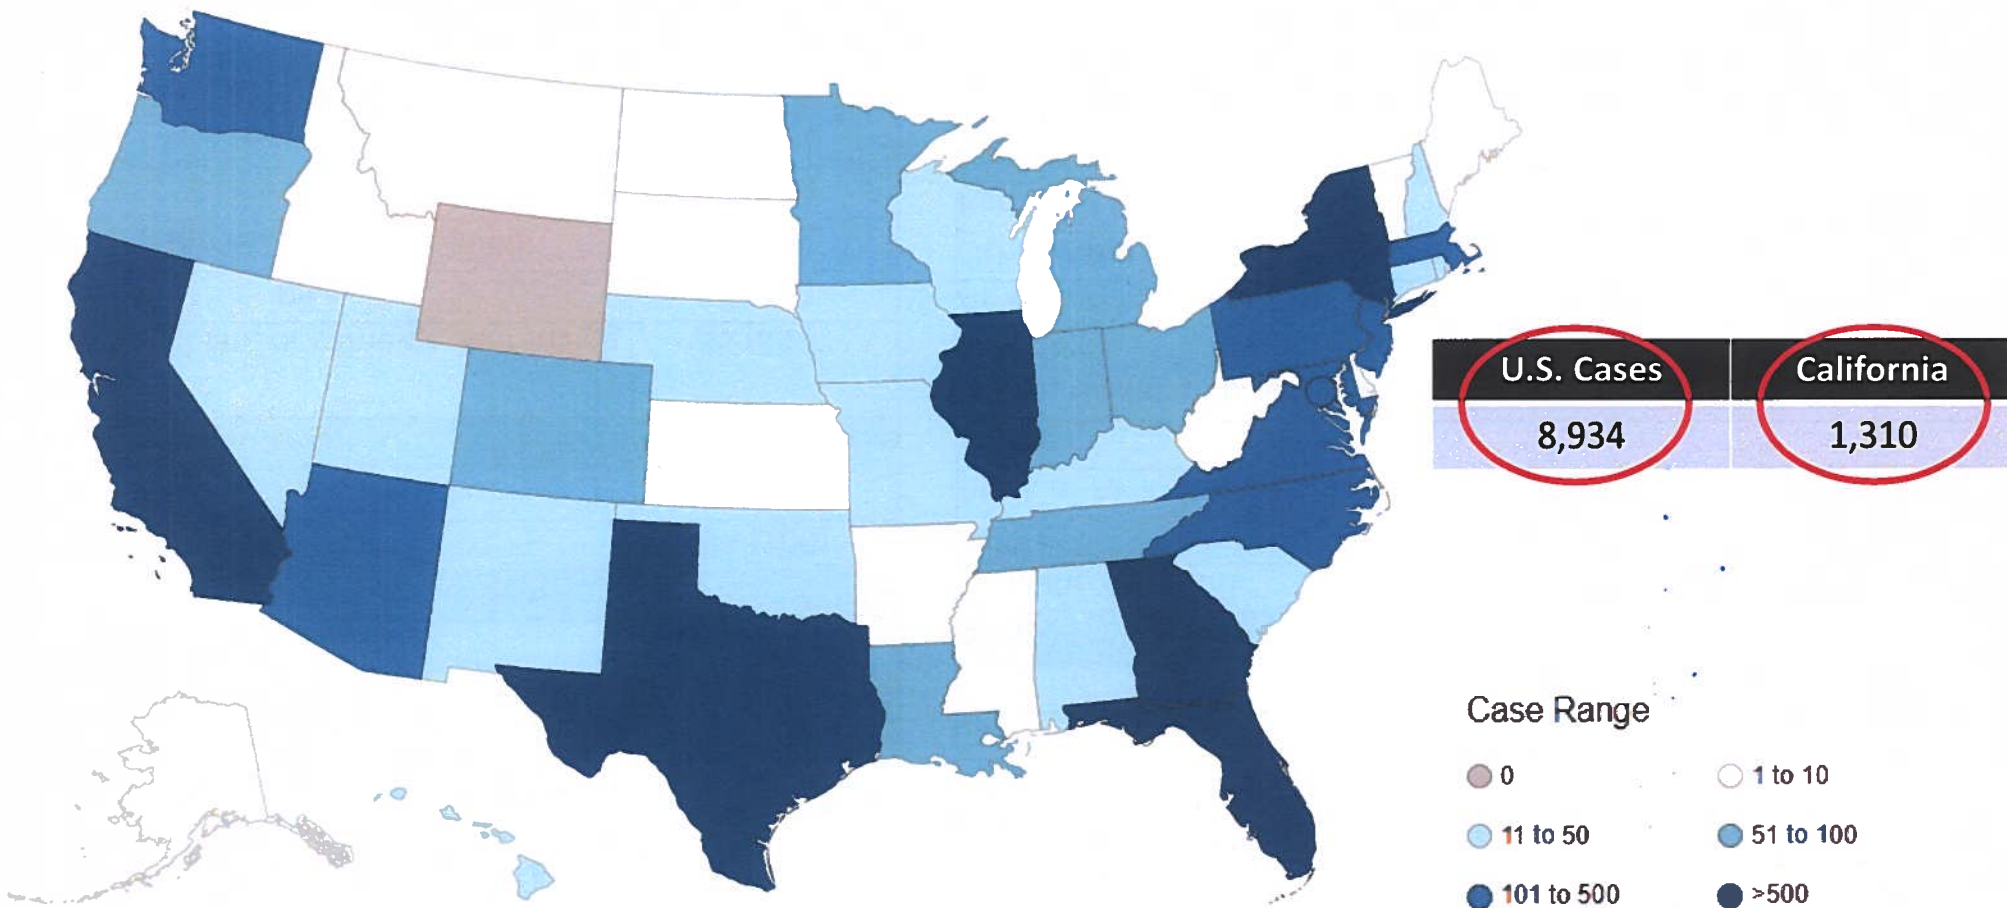 U.S. Cases California
8,934 1,310
Case Range
0 1 to 10
11 to 50 51 to 100
101 to 500 >500